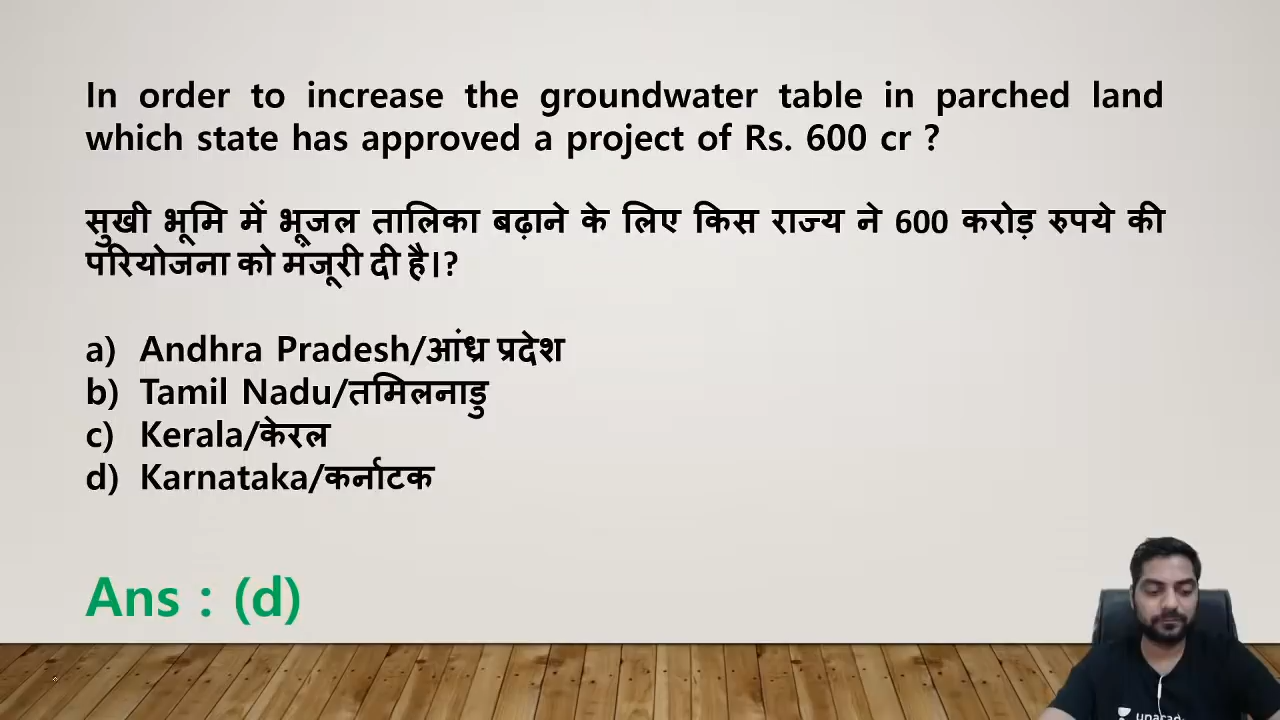 In order to increase the groundwater table in parched land
which state has approved a project of Rs. 600 cr ?
सुखी भूमि में भूजल तालिका बढ़ाने के लिए किस राज्य ने 600 करोड़ रुपये की
परियोजना को मंजूरी दी है।?
a) Andhra Pradesh/आंध्र प्रदेश
b) Tamil Nadu/तमिलनाडु
c) Kerala/केरल
d) Karnataka/कर्नाटक
Ans : (d)